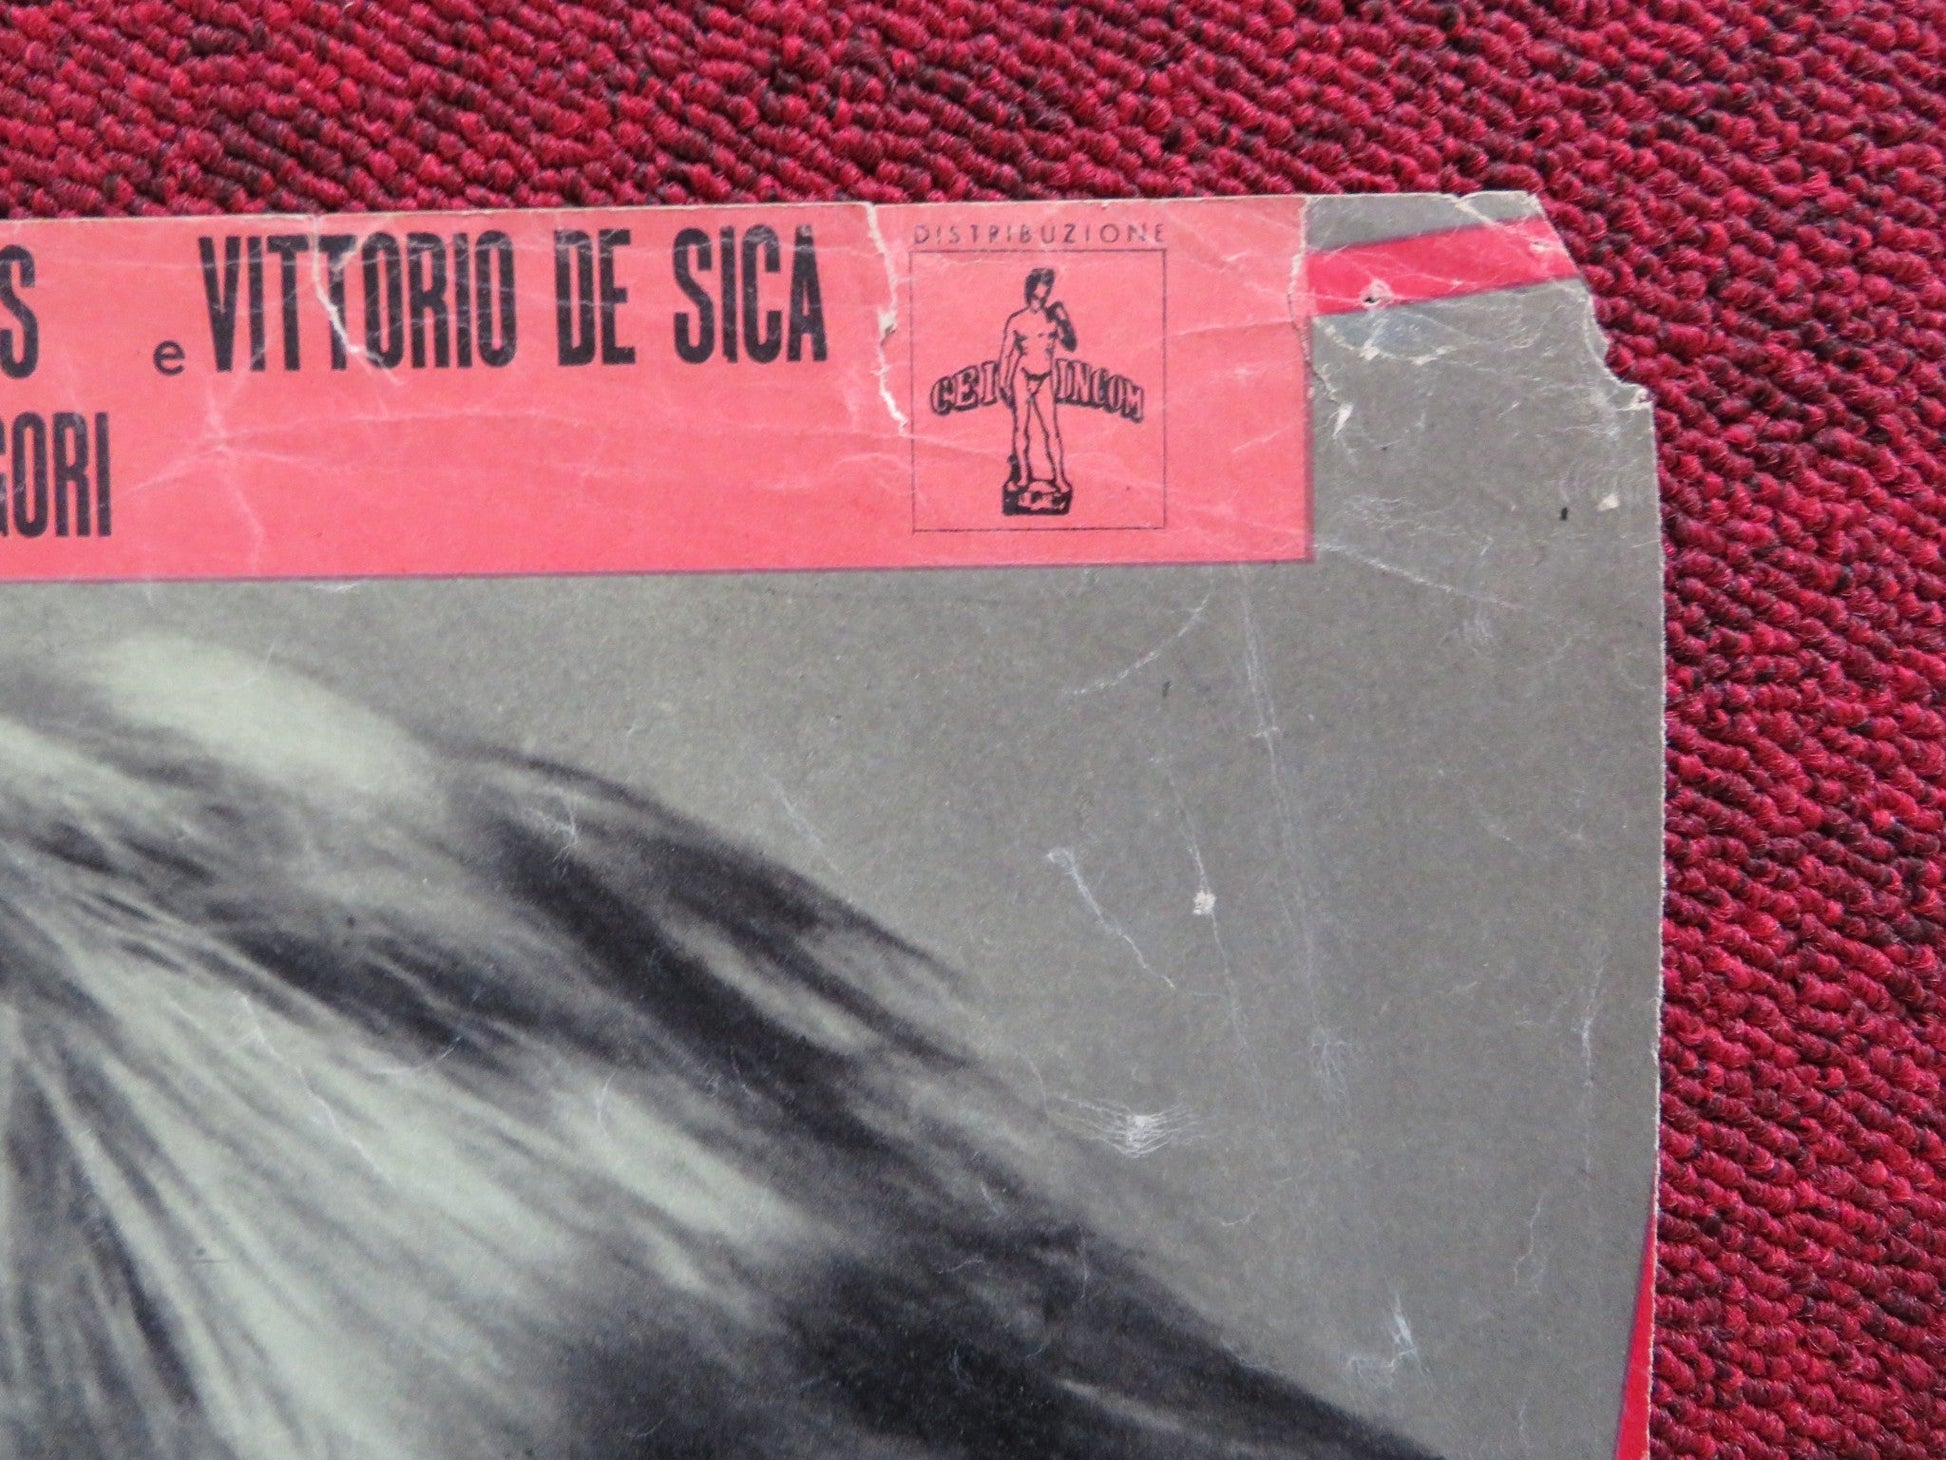 S e VITTORIO DE SICA
GORI
DISTRIBUZIONE
CEI INCOM